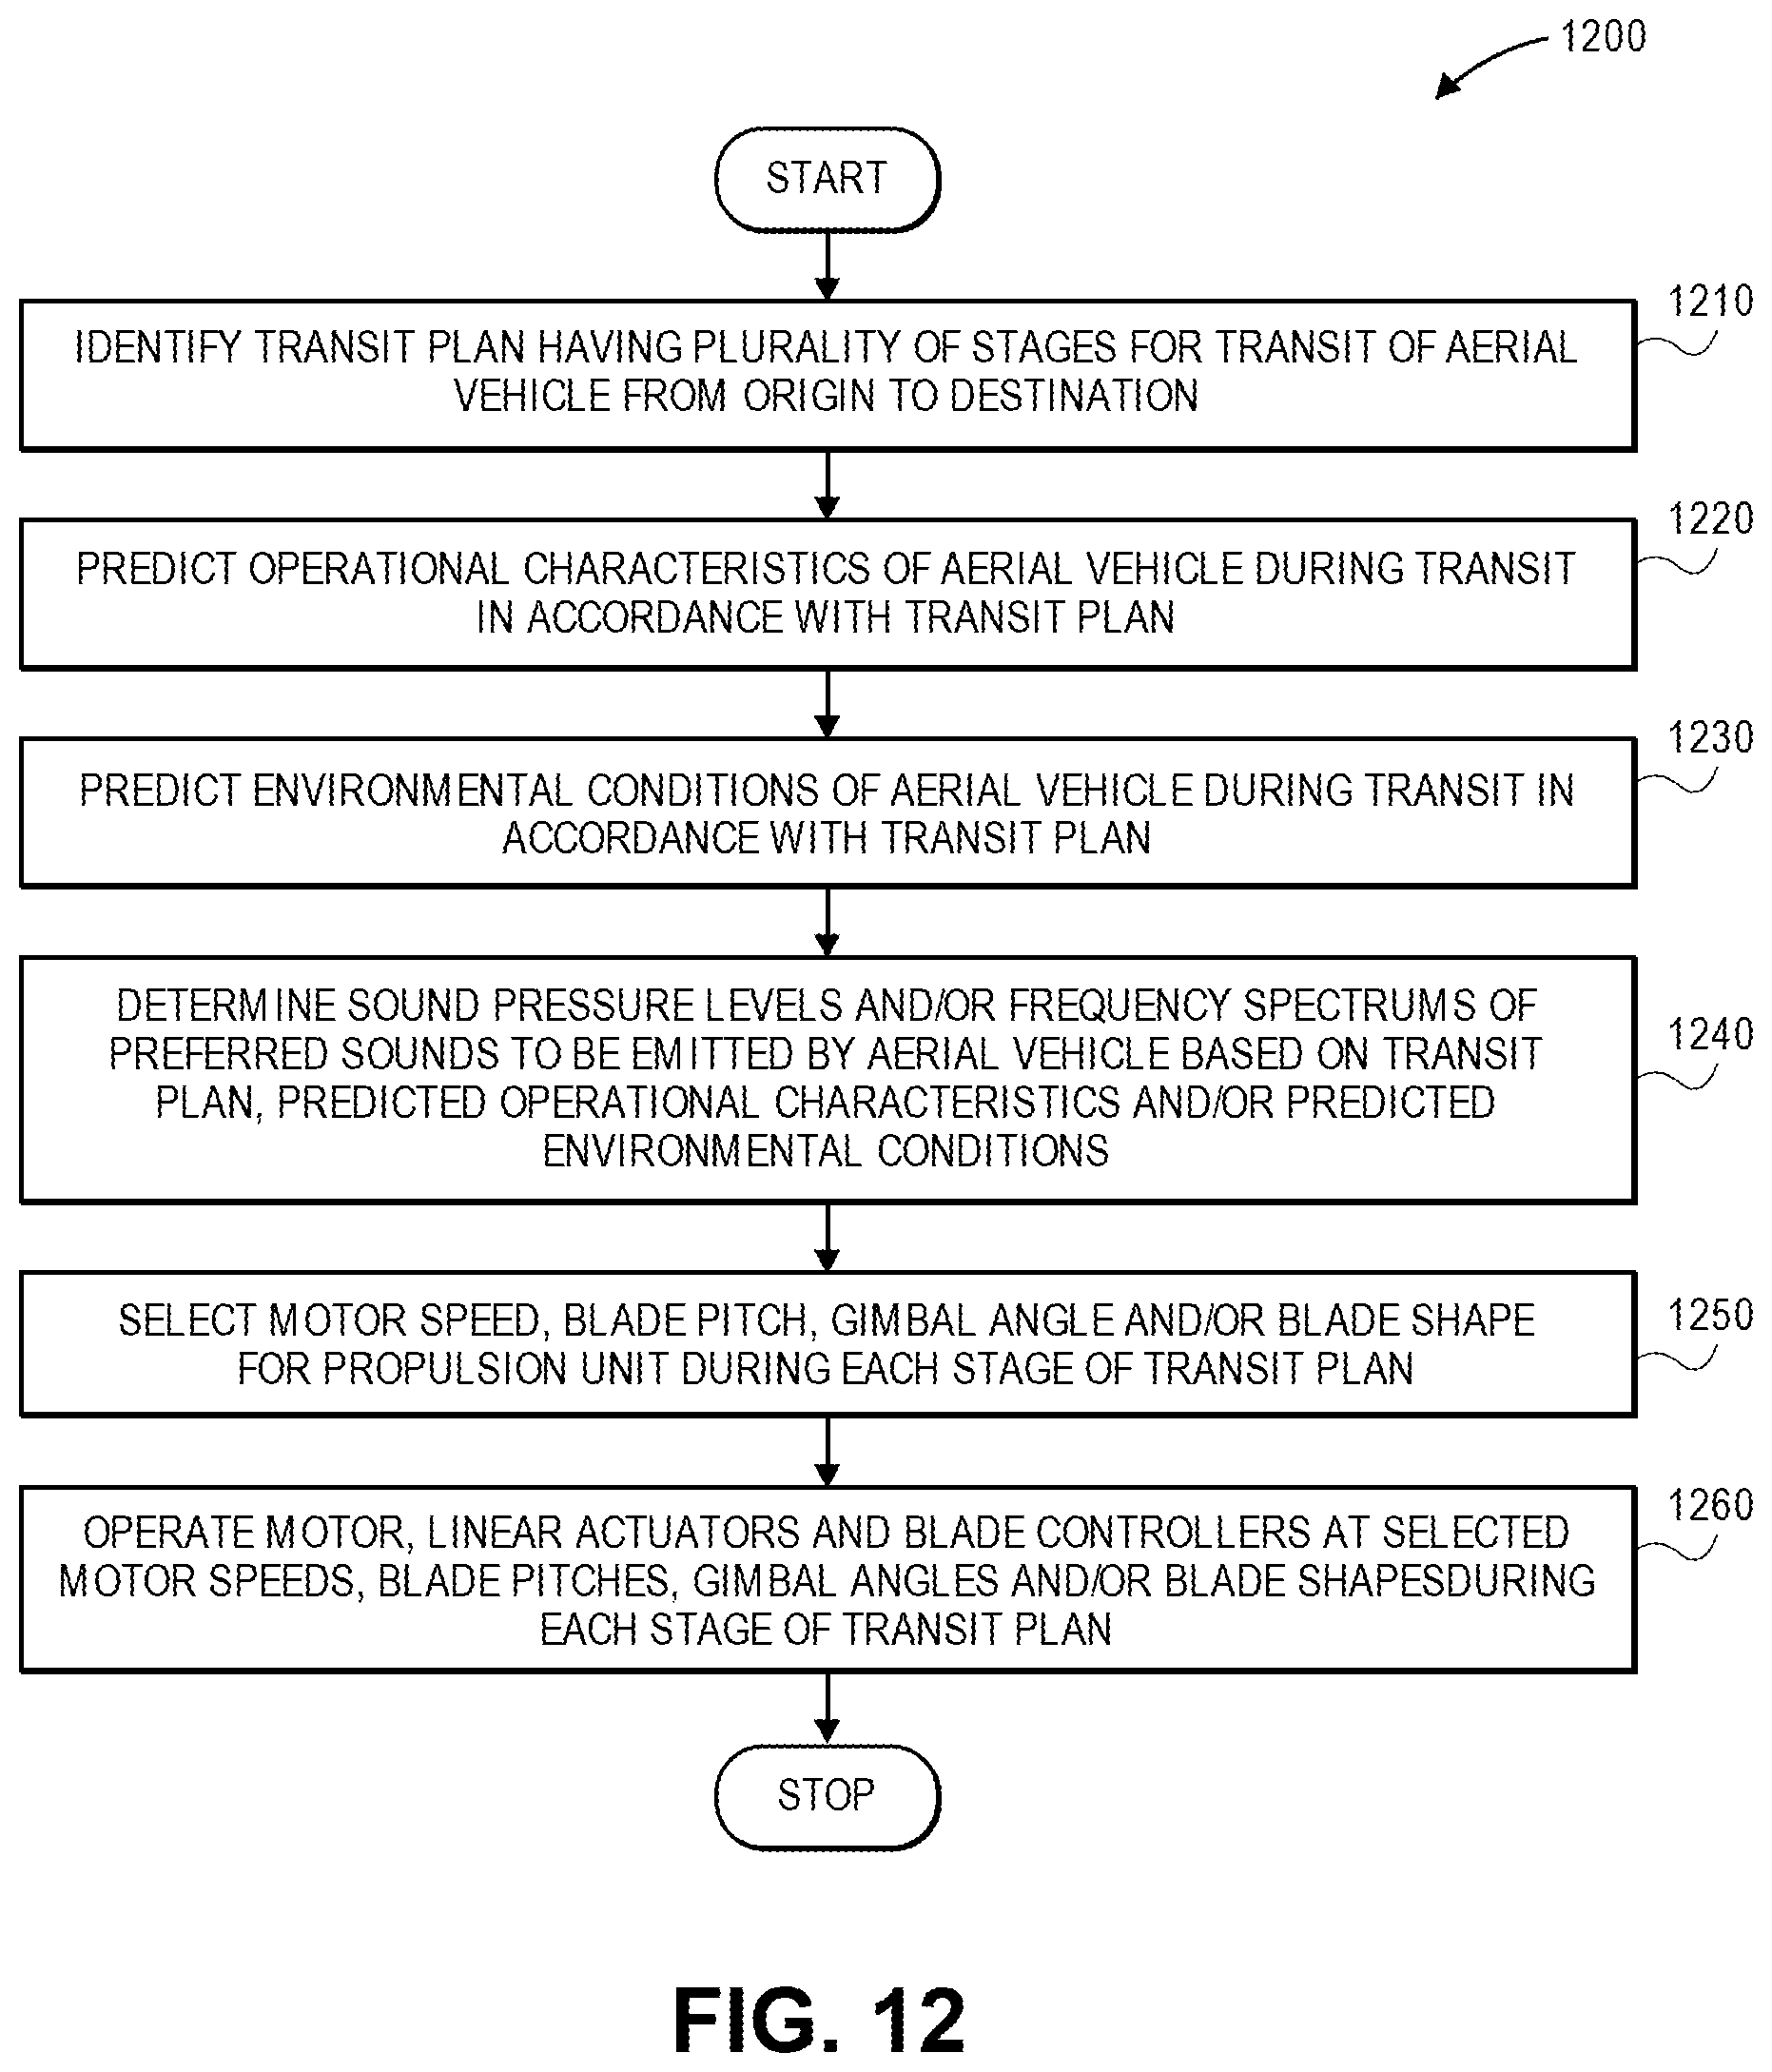 1200
START
1210
IDENTIFY TRANSIT PLAN HAVING PLURALITY OF STAGES FOR TRANSIT OF AERIAL
VEHICLE FROM ORIGIN TO DESTINATION
1220
PREDICT OPERATIONAL CHARACTERISTICS OF AERIAL VEHICLE DURING TRANSIT
IN ACCORDANCE WITH TRANSIT PLAN
1230
PREDICT ENVIRONMENTAL CONDITIONS OF AERIAL VEHICLE DURING TRANSIT IN
ACCORDANCE WITH TRANSIT PLAN
1240
DETERMINE SOUND PRESSURE LEVELS AND/OR FREQUENCY SPECTRUMS OF
PREFERRED SOUNDS TO BE EMITTED BY AERIAL VEHICLE BASED ON TRANSIT
PLAN, PREDICTED OPERATIONAL CHARACTERISTICS AND/OR PREDICTED
ENVIRONMENTAL CONDITIONS
1250
SELECT MOTOR SPEED, BLADE PITCH, GIMBAL ANGLE AND/OR BLADE SHAPE
FOR PROPULSION UNIT DURING EACH STAGE OF TRANSIT PLAN
1260
OPERATE MOTOR, LINEAR ACTUATORS AND BLADE CONTROLLERS AT SELECTED
MOTOR SPEEDS, BLADE PITCHES, GIMBAL ANGLES AND/OR BLADE SHAPESDURING
EACH STAGE OF TRANSIT PLAN
STOP
FIG. 12